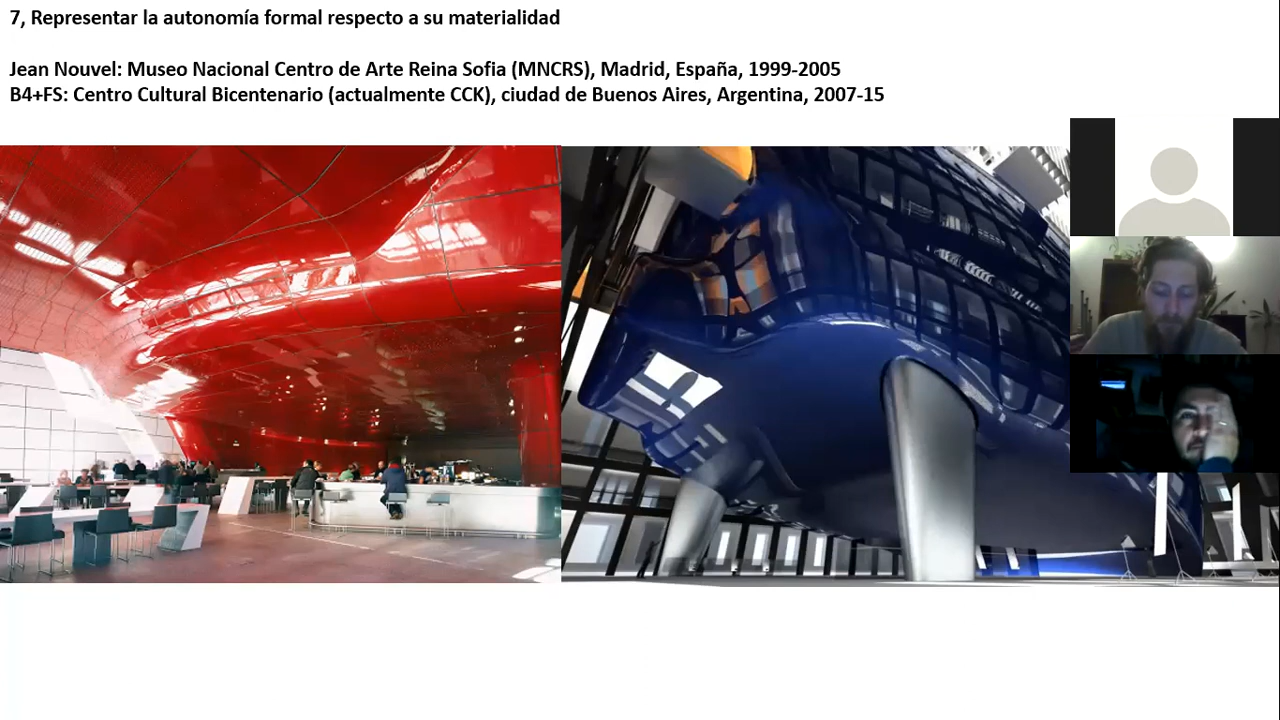 7, Representar la autonomía formal respecto a su materialidad
Jean Nouvel: Museo Nacional Centro de Arte Reina Sofia (MNCRS), Madrid, España, 1999-2005
B4+FS: Centro Cultural Bicentenario (actualmente CCK), ciudad de Buenos Aires, Argentina, 2007-15